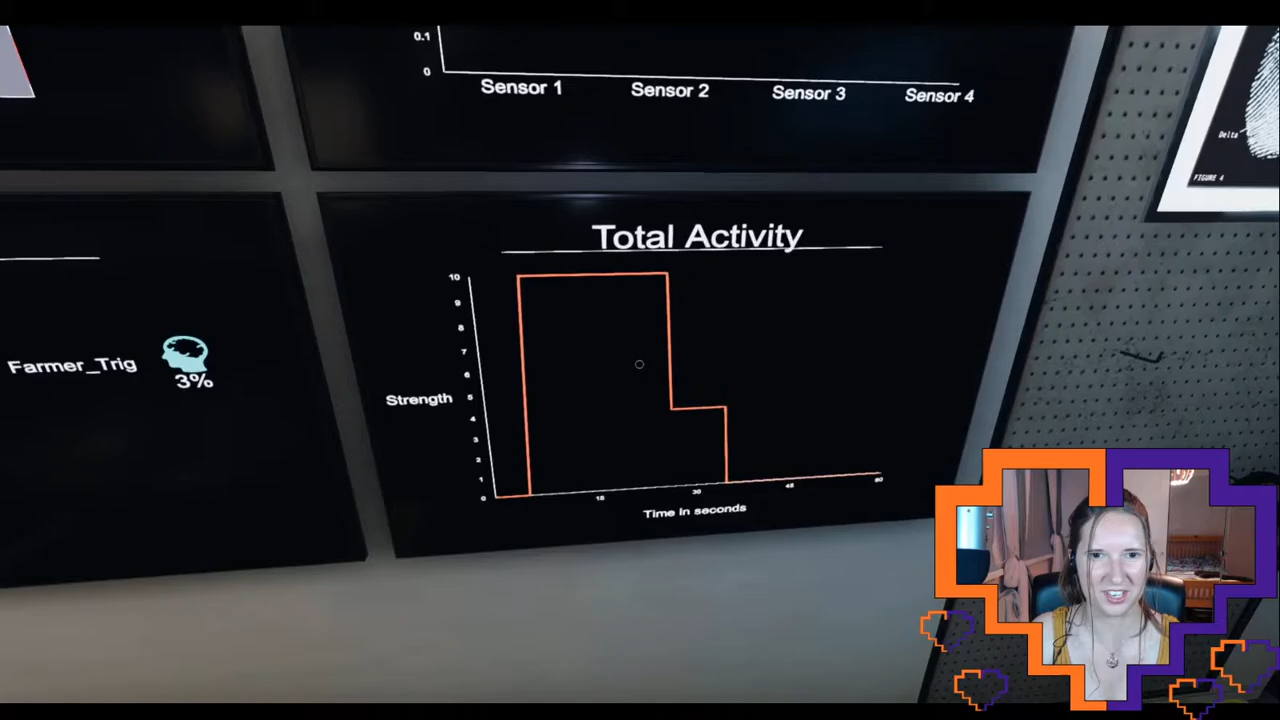 0.1
0
Sensor 1 Sensor 2 Sensor 3 Sensor 4
Delta
FIGURE 4
Total Activity
10
9
8
7
6
5
4
3
2
1
0
Strength
15 30 45 60
Time in seconds
Farmer_Trig
3%